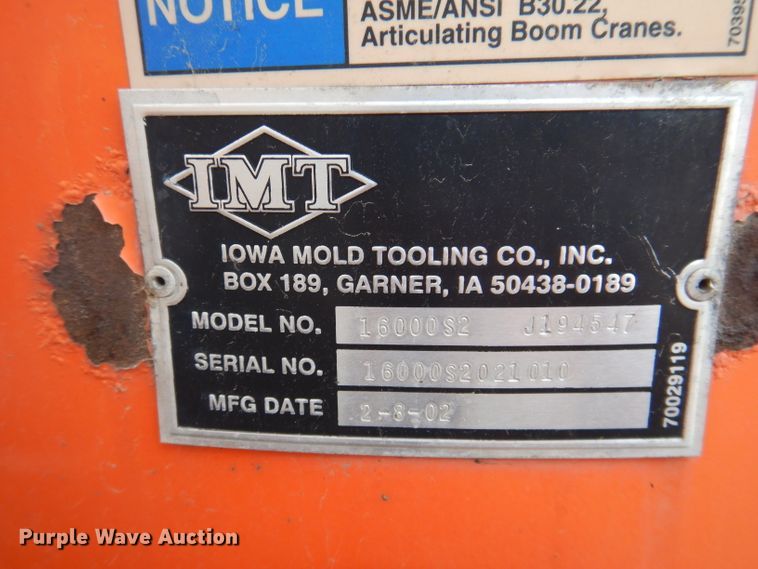 NOTICE
ASME/ANSI B30.22,
Articulating Boom Cranes.
IMT
IOWA MOLD TOOLING CO., INC.
BOX 189, GARNER, IA 50438-0189
MODEL NO. 16000S2 J194547
SERIAL NO. 16000S2021010
MFG DATE 2-8-02
70029119
Purple Wave Auction